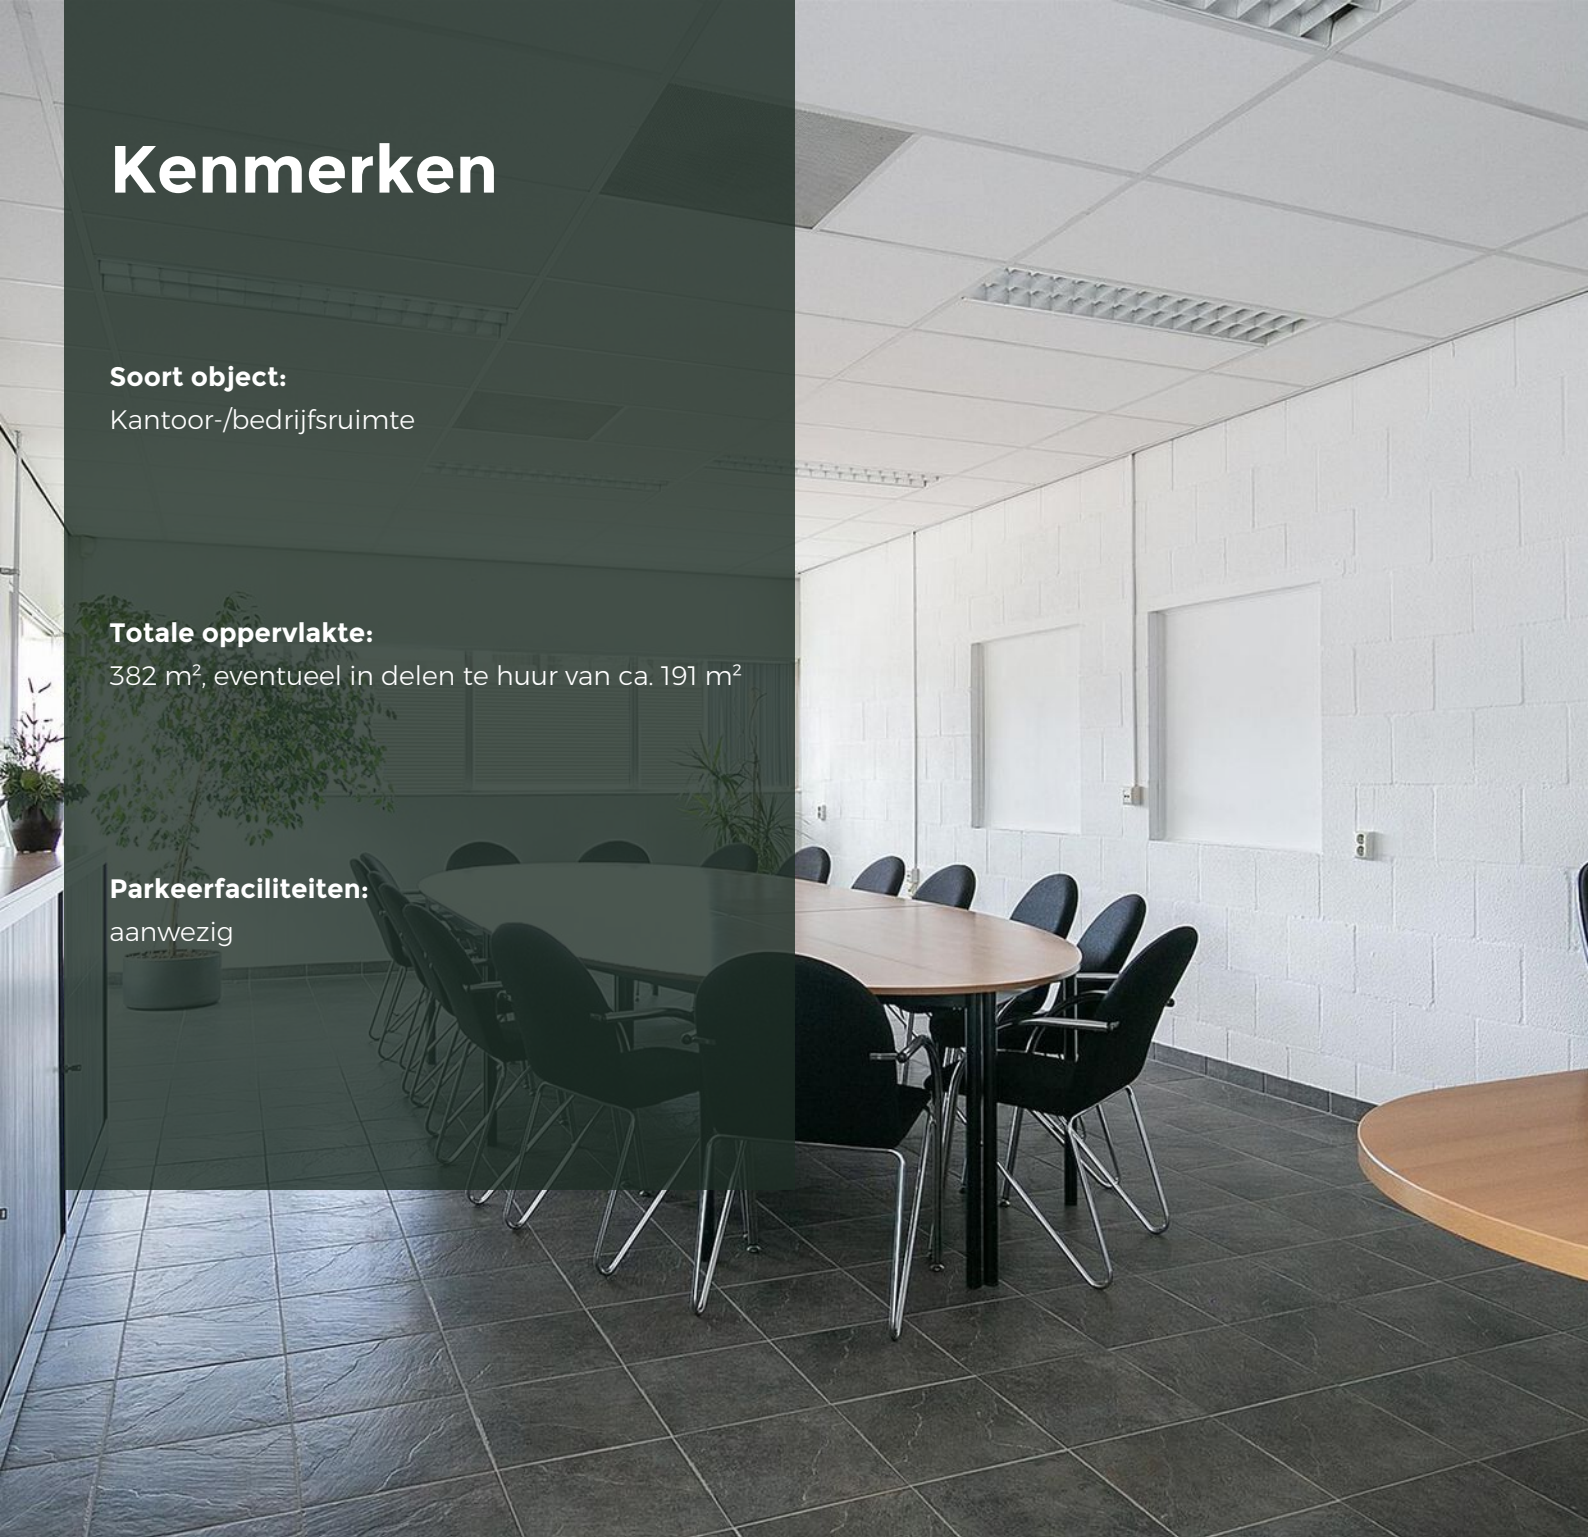 Kenmerken
Soort object:
Kantoor-/bedrijfsruimte
Totale oppervlakte:
382 m², eventueel in delen te huur van ca. 191 m²
Parkeerfaciliteiten:
aanwezig